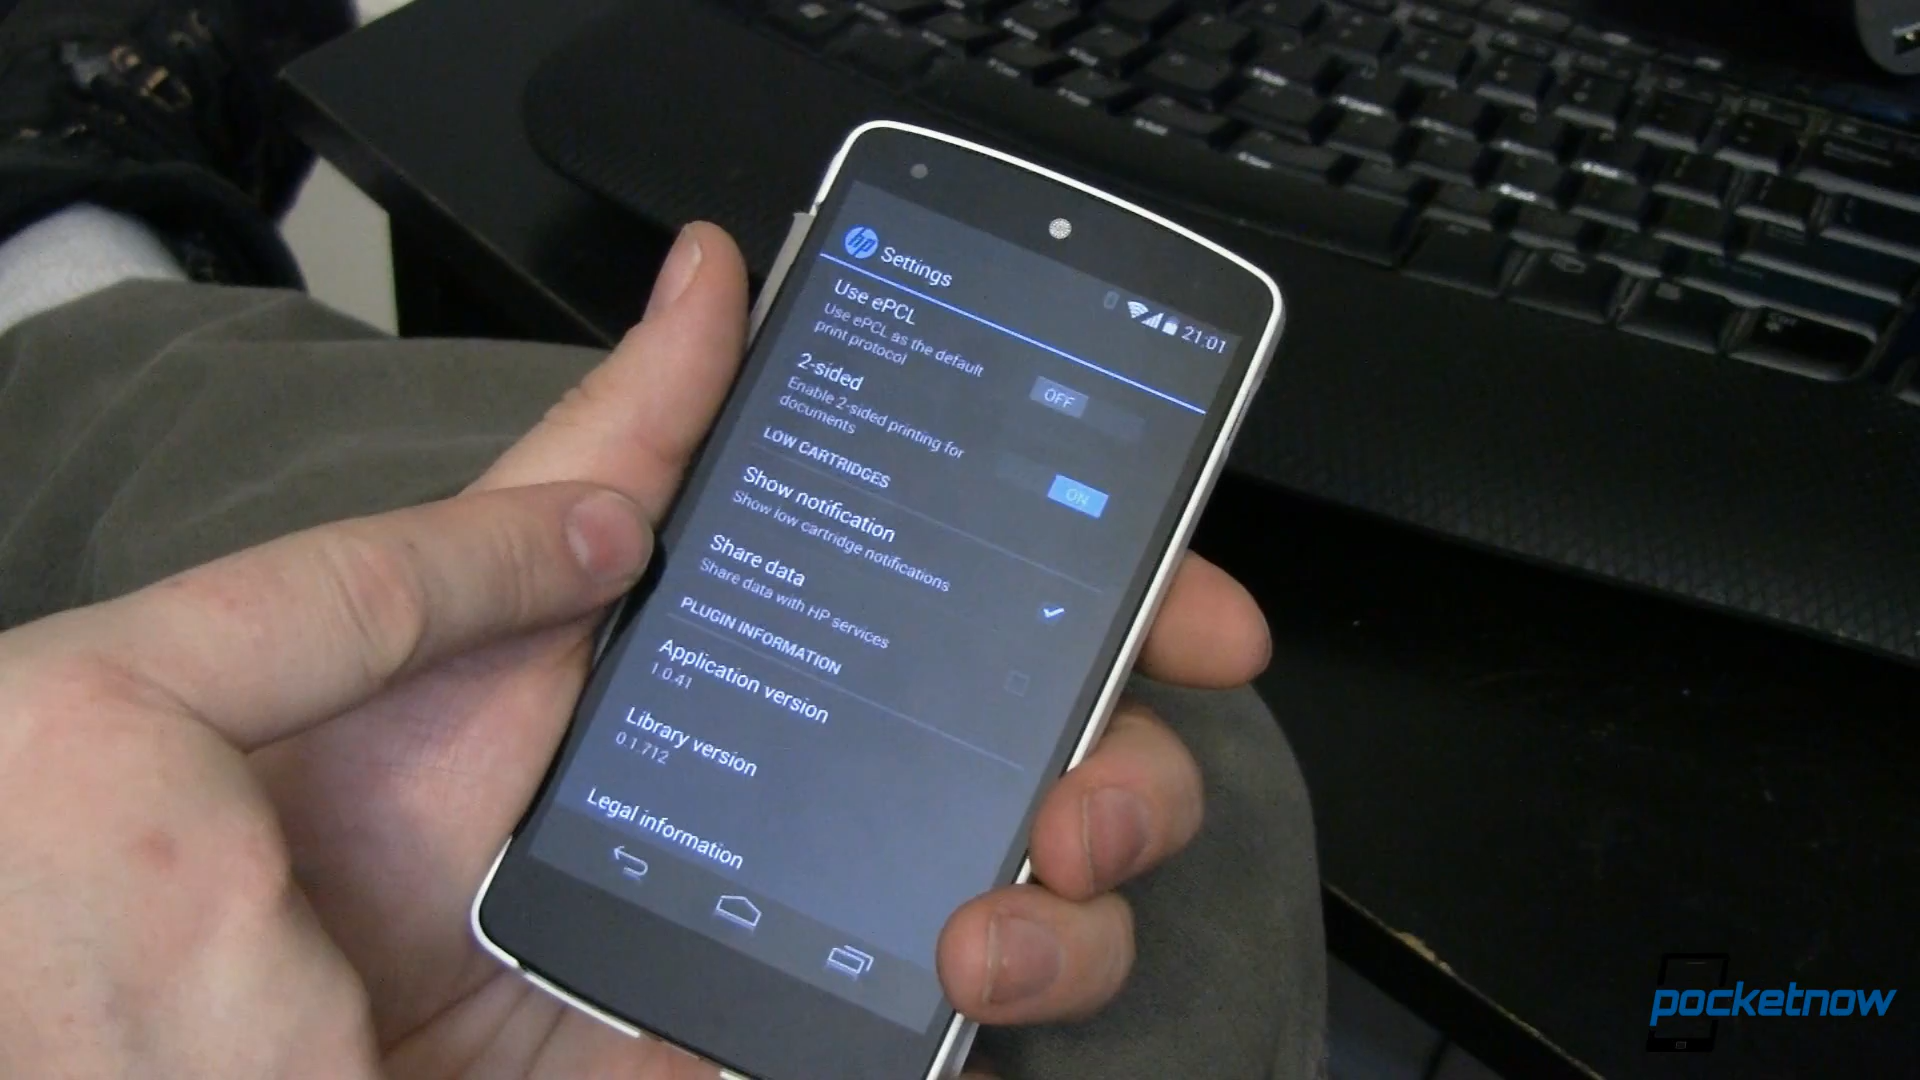 hp Settings
21:01
Use ePCL
Use ePCL as the default
print protocol
OFF
2-sided
Enable 2-sided printing for
documents
ON
LOW CARTRIDGES
Show notification
Show low cartridge notifications
Share data
Share data with HP services
PLUGIN INFORMATION
Application version
1.0.41
Library version
0.1.712
Legal information
pocketnow